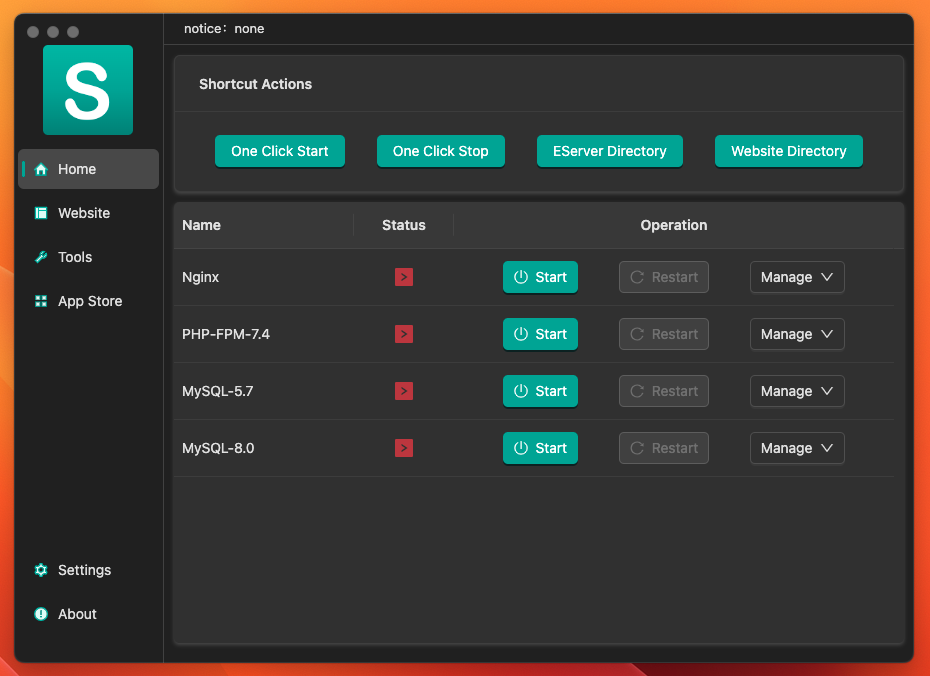 notice：none
S
Home
Website
Tools
App Store
Settings
About
Shortcut Actions
One Click Start One Click Stop EServer Directory Website Directory
Name Status Operation
Nginx > Start Restart Manage
PHP-FPM-7.4 > Start Restart Manage
MySQL-5.7 > Start Restart Manage
MySQL-8.0 > Start Restart Manage